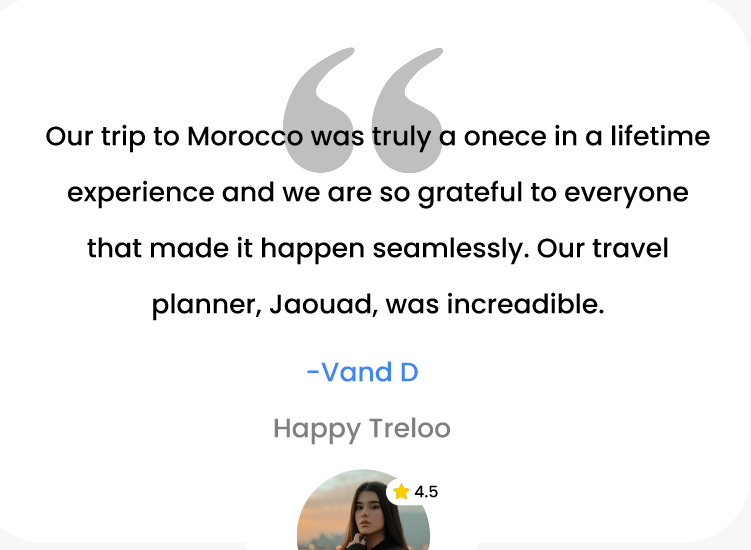 Our trip to Morocco was truly a onece in a lifetime
experience and we are so grateful to everyone
that made it happen seamlessly. Our travel
planner, Jaouad, was increadible.
-Vand D
Happy Treloo
4.5